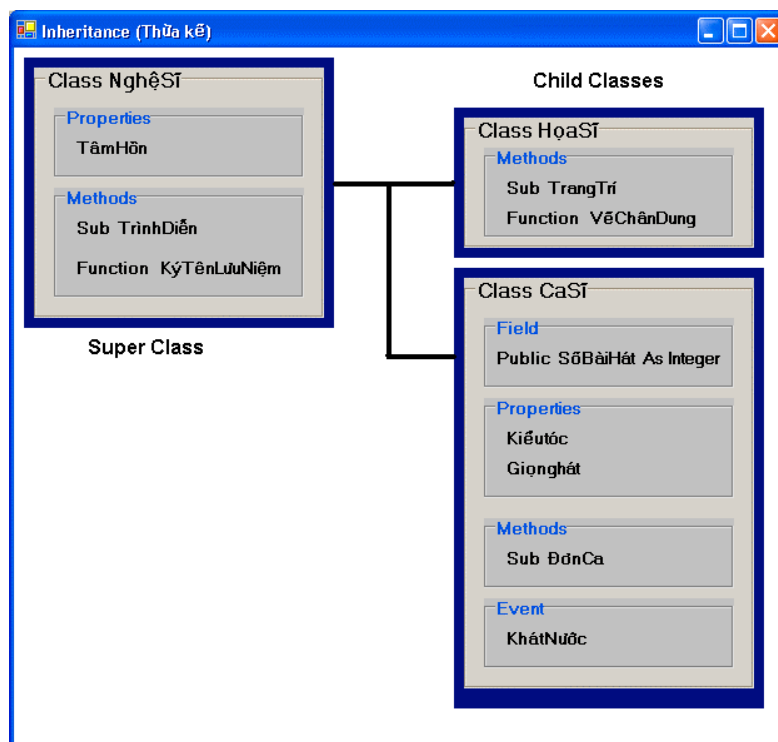 Inheritance (Thừa kế)
Class NghệSĩ
Properties
TâmHồn
Methods
Sub TrìnhDiễn
Function KýTênLưuNiệm
Super Class
Child Classes
Class HọaSĩ
Methods
Sub TrangTrí
Function VẽChânDung
Class CaSĩ
Field
Public SốBàiHát As Integer
Properties
Kiểutóc
Giọnghát
Methods
Sub ĐơnCa
Event
KhátNước